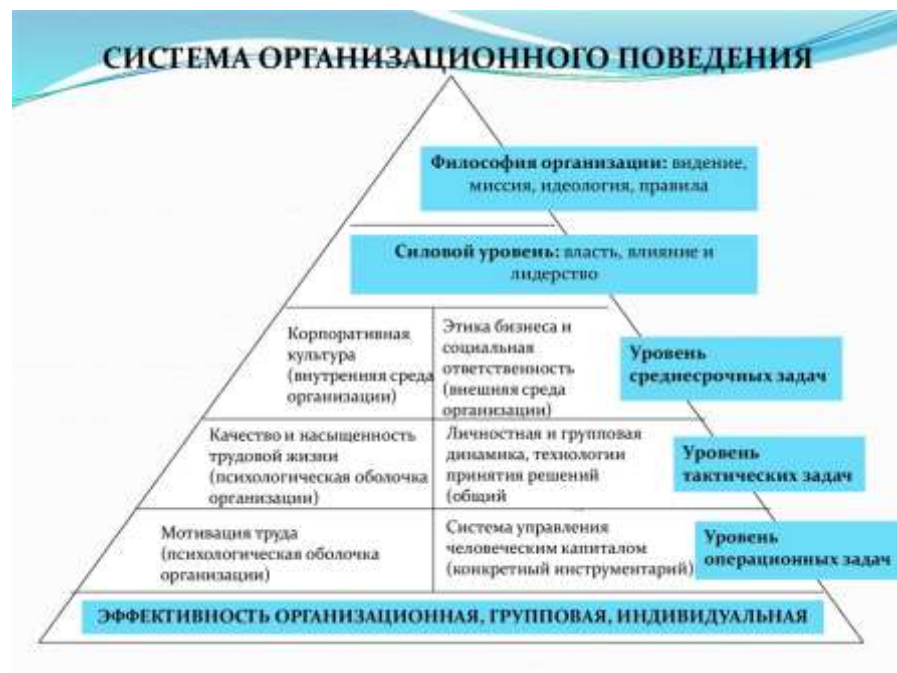 СИСТЕМА ОРГАНИЗАЦИОННОГО ПОВЕДЕНИЯ
Философия организации: видение,
миссия, идеология, правила
Силовой уровень: власть, влияние и
лидерство
Корпоративная
культура
(внутренняя среда
организации)
Этика бизнеса и
социальная
ответственность
(внешняя среда
организации)
Уровень
среднесрочных задач
Качество и насыщенность
трудовой жизни
(психологическая оболочка
организации)
Личностная и групповая
динамика, технологии
принятия решений
(общий
Уровень
тактических задач
Мотивация труда
(психологическая оболочка
организации)
Система управления
человеческим капиталом
(конкретный инструментарий)
Уровень
операционных задач
ЭФФЕКТИВНОСТЬ ОРГАНИЗАЦИОННАЯ, ГРУППОВАЯ, ИНДИВИДУАЛЬНАЯ